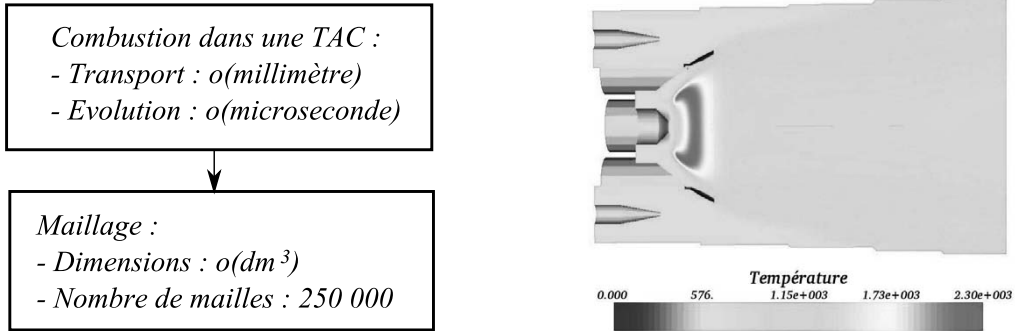 Combustion dans une TAC :
- Transport : o(millimètre)
- Evolution : o(microseconde)
Maillage :
- Dimensions : o(dm³)
- Nombre de mailles : 250 000
Température
0.000 576. 1.15e+003 1.73e+003 2.30e+003